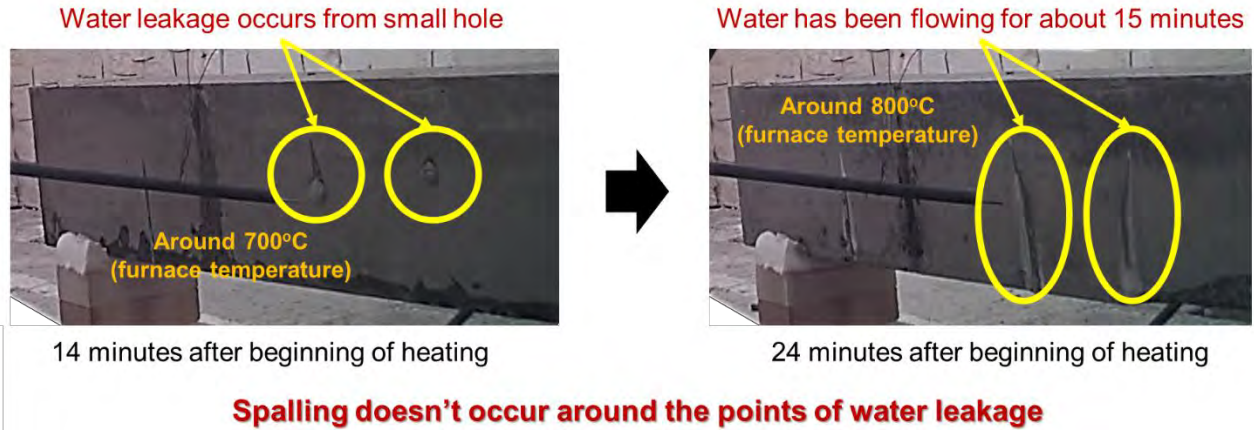 Water leakage occurs from small hole
Water has been flowing for about 15 minutes
Around 700°C
(furnace temperature)
Around 800°C
(furnace temperature)
14 minutes after beginning of heating
24 minutes after beginning of heating
Spalling doesn't occur around the points of water leakage